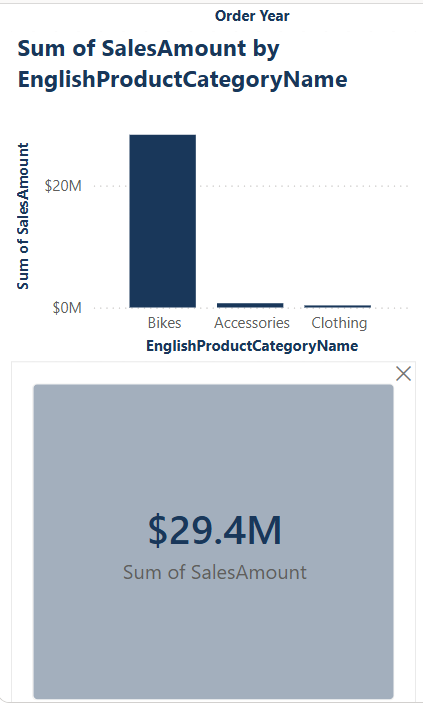 Order Year
Sum of SalesAmount by
EnglishProductCategoryName
Sum of SalesAmount
$20M
$0M
Bikes
Accessories
Clothing
EnglishProductCategoryName
$29.4M
Sum of SalesAmount